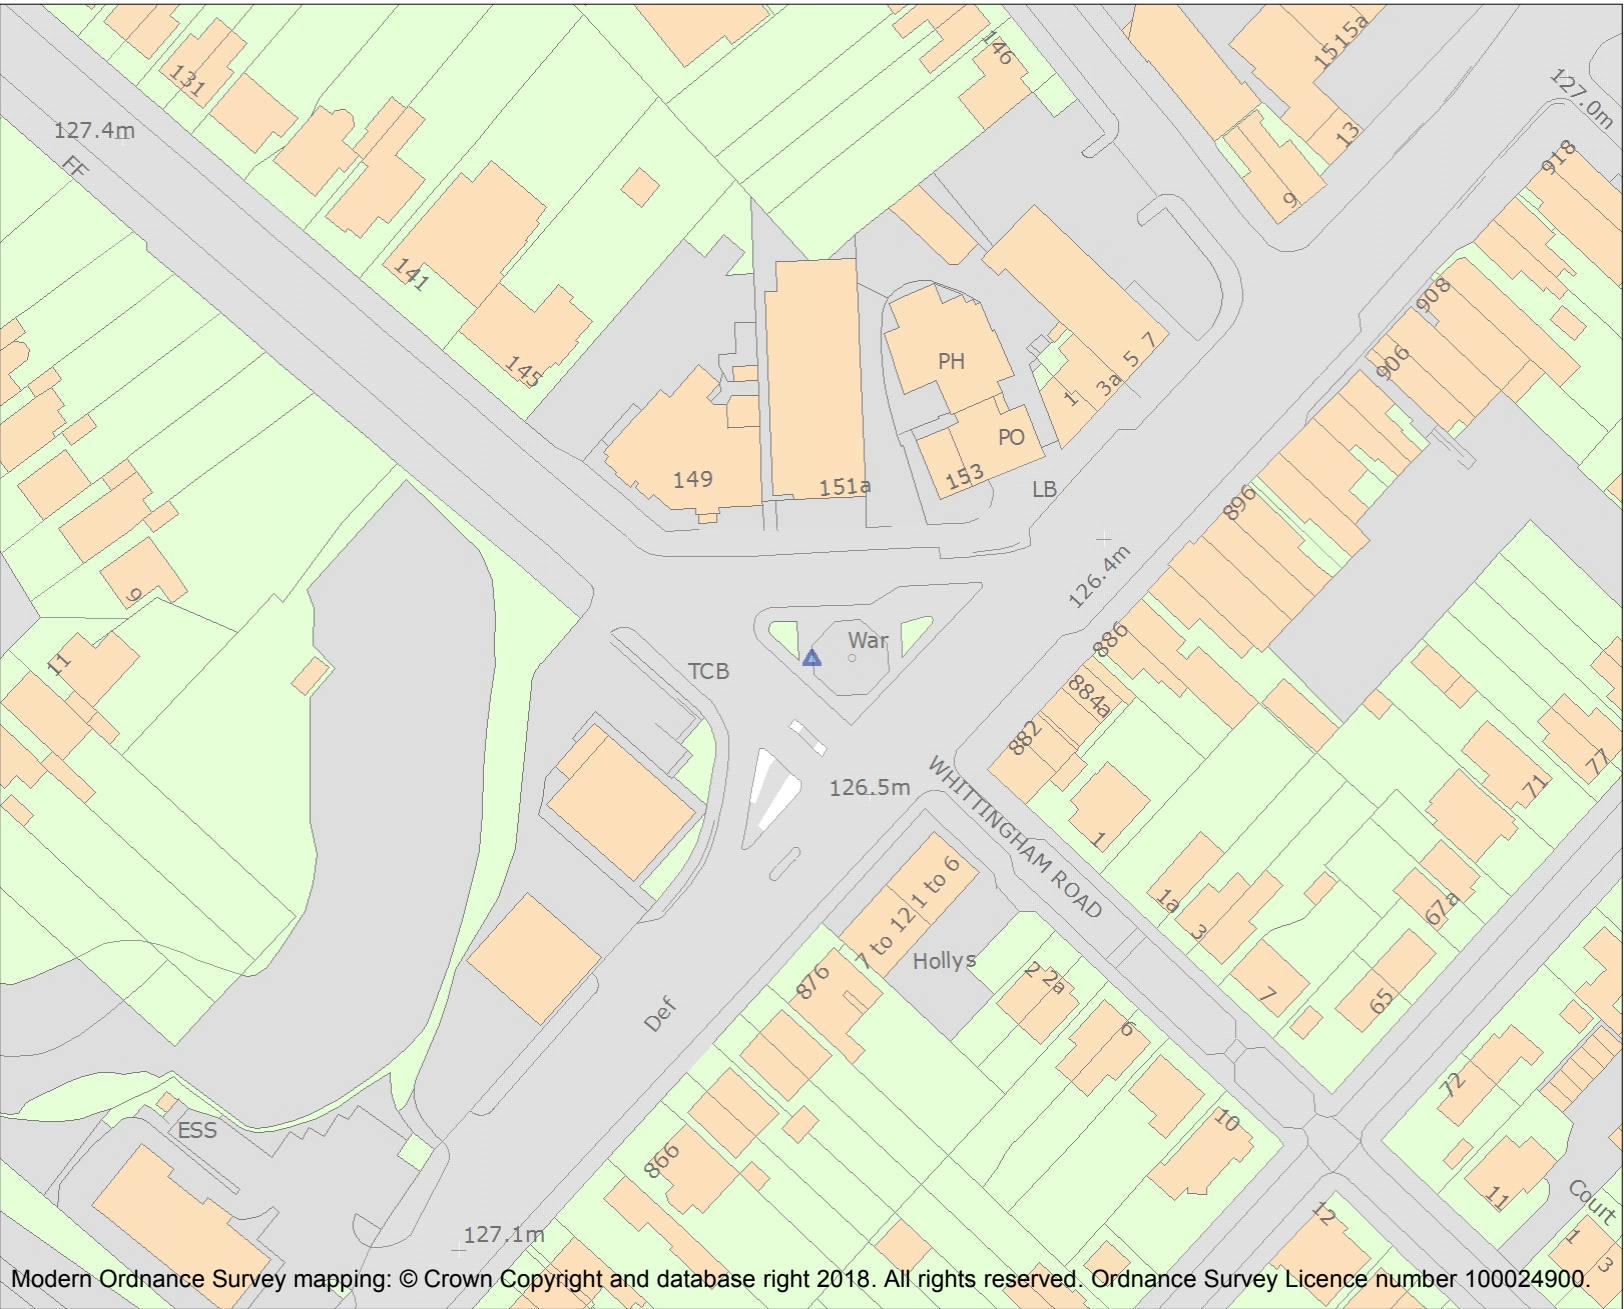 146
1515a
127.0m
131
13
127.4m
FF
918
9
141
908
7
PH
5
145
906
3a
1
PO
149
153
151a
LB
896
126.4m
9
War
886
11
TCB
884a
882
WHITTINGHAM ROAD
77
71
126.5m
1
1 to 6
7 to 12
1a
67a
3
Hollys
876
2 2a
7
65
Def
6
72
10
ESS
866
11
Court
12
127.1m
1
3
Modern Ordnance Survey mapping: © Crown Copyright and database right 2018. All rights reserved. Ordnance Survey Licence number 100024900.